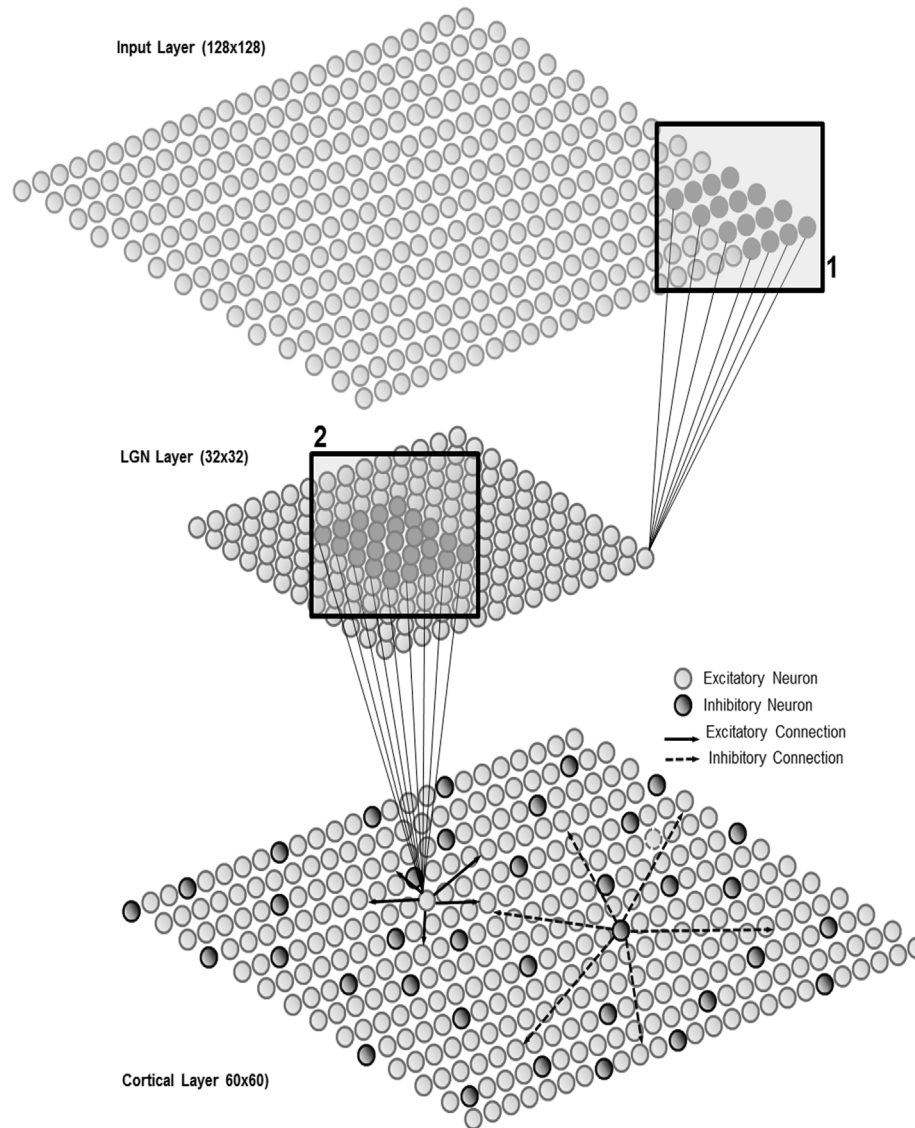 Input Layer (128x128)
1
2
LGN Layer (32x32)
Excitatory Neuron
Inhibitory Neuron
Excitatory Connection
Inhibitory Connection
Cortical Layer 60x60)